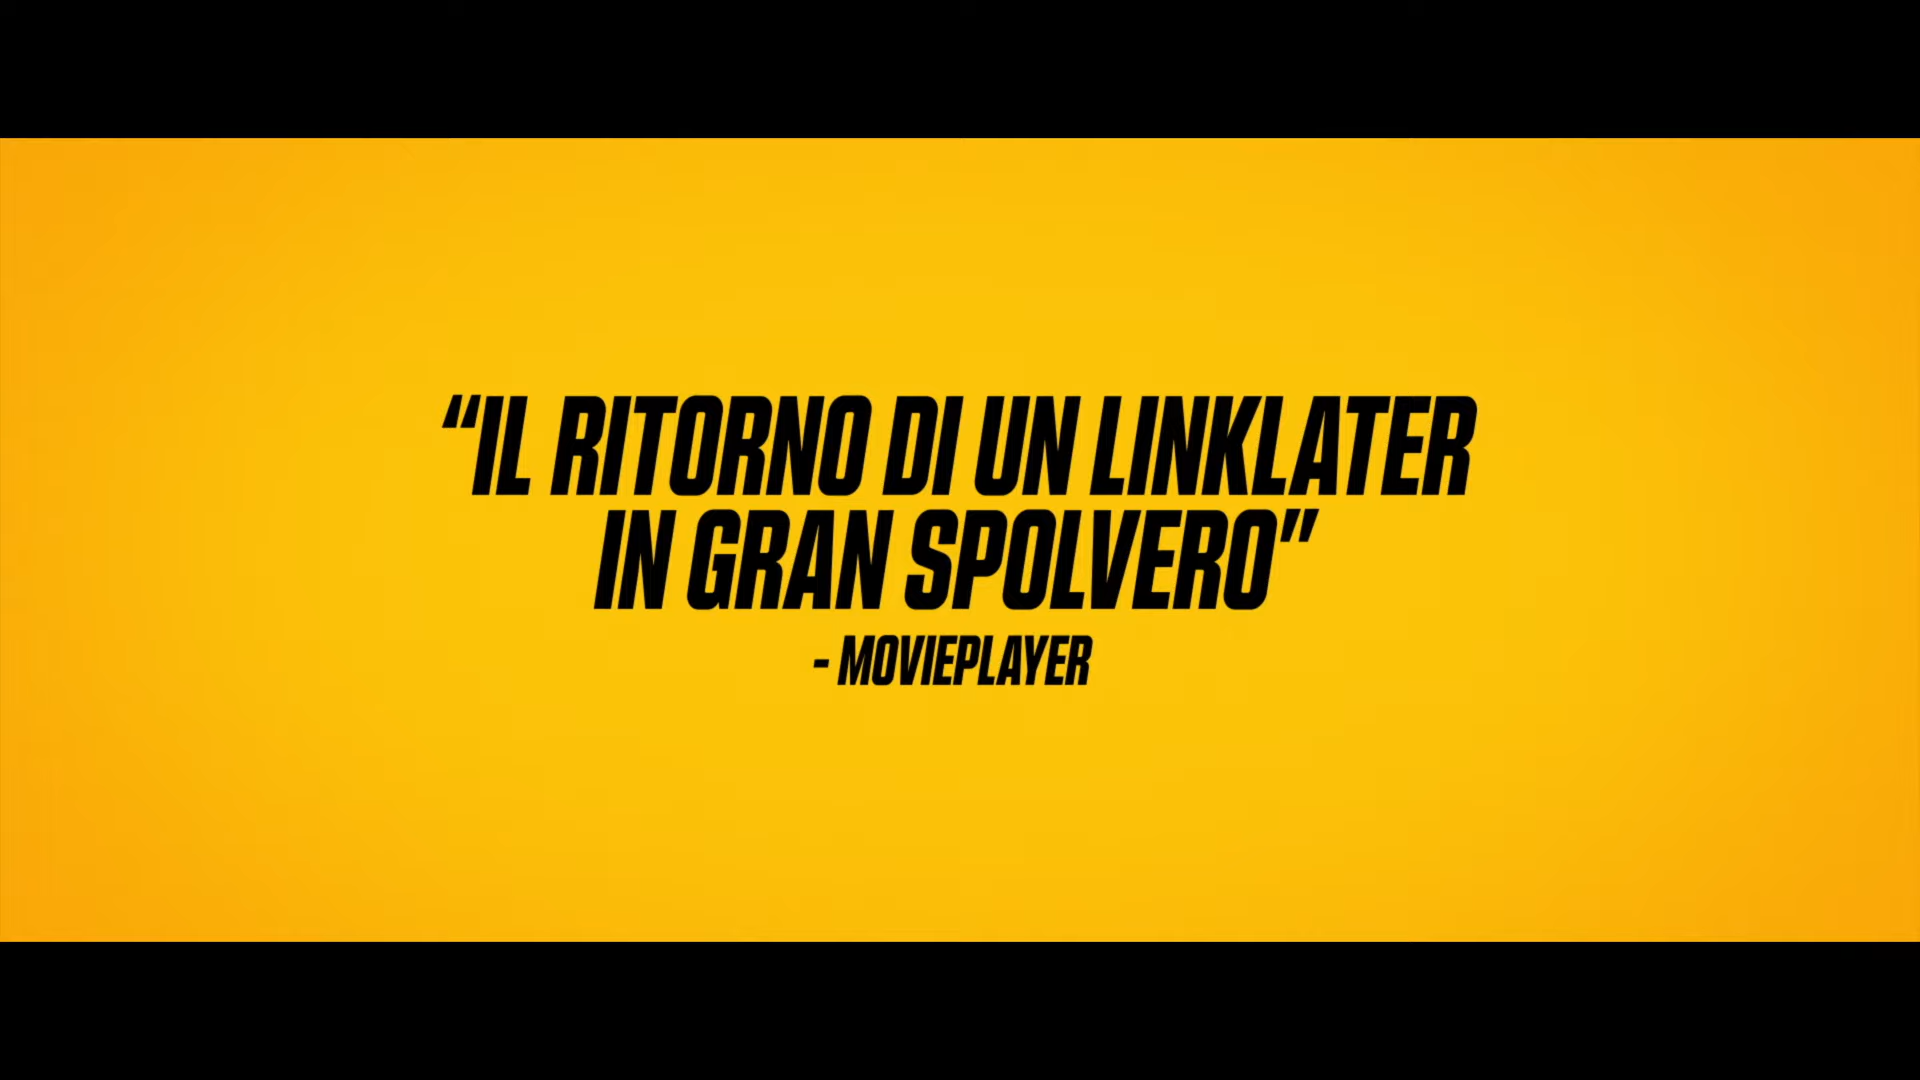 “IL RITORNO DI UN LINKLATER
IN GRAN SPOLVERO”
- MOVIEPLAYER